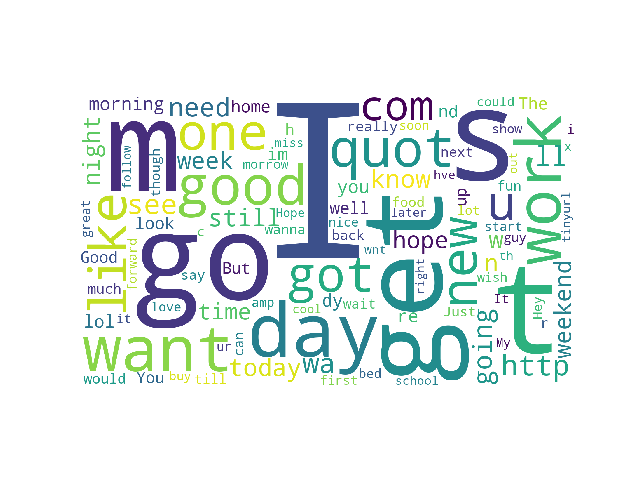 morning
need
home
com
nd
could
The
night
m
one
h
I
really
soon
s
show
i
follow
though
week
im
miss
morrow
quot
next
out
ll
work
x
like
see
good
you
know
hve
up
fun
great
look
still
Hope
wanna
well
nice
food
later
lot
u
start
tinyurl
Good
go
c
back
hope
new
w
guy
much
forward
say
But
got
wnt
get
right
n
th
wish
t
It
Hey
weekend
lol
it
love
time
amp
cool
dy
wait
re
Just
going
r
want
ur
can
day
wa
My
http
would
You
buy
till
today
first
bed
school